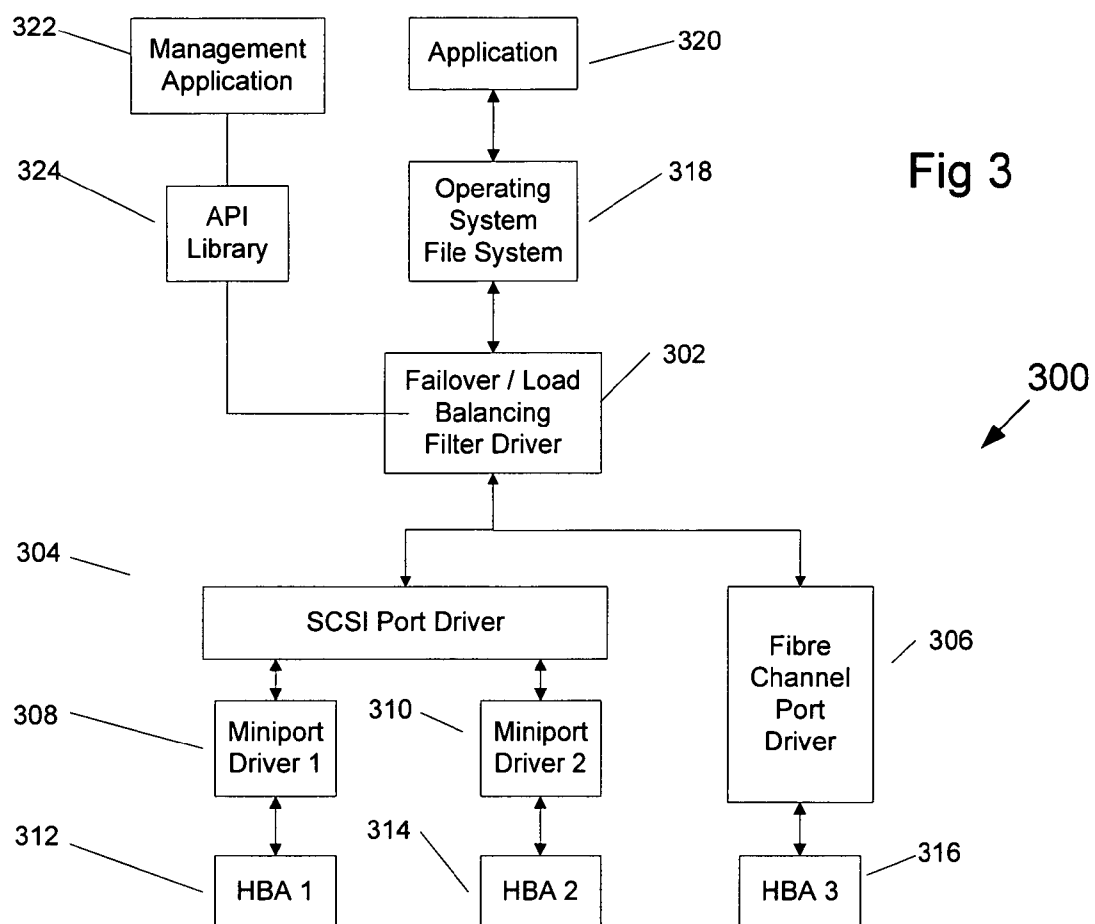 322
Management
Application
Application
320
324
API
Library
Operating
System
File System
318
Fig 3
302
Failover / Load
Balancing
Filter Driver
300
304
SCSI Port Driver
Fibre
Channel
Port
Driver
306
308
Miniport
Driver 1
310
Miniport
Driver 2
312
HBA 1
314
HBA 2
HBA 3
316